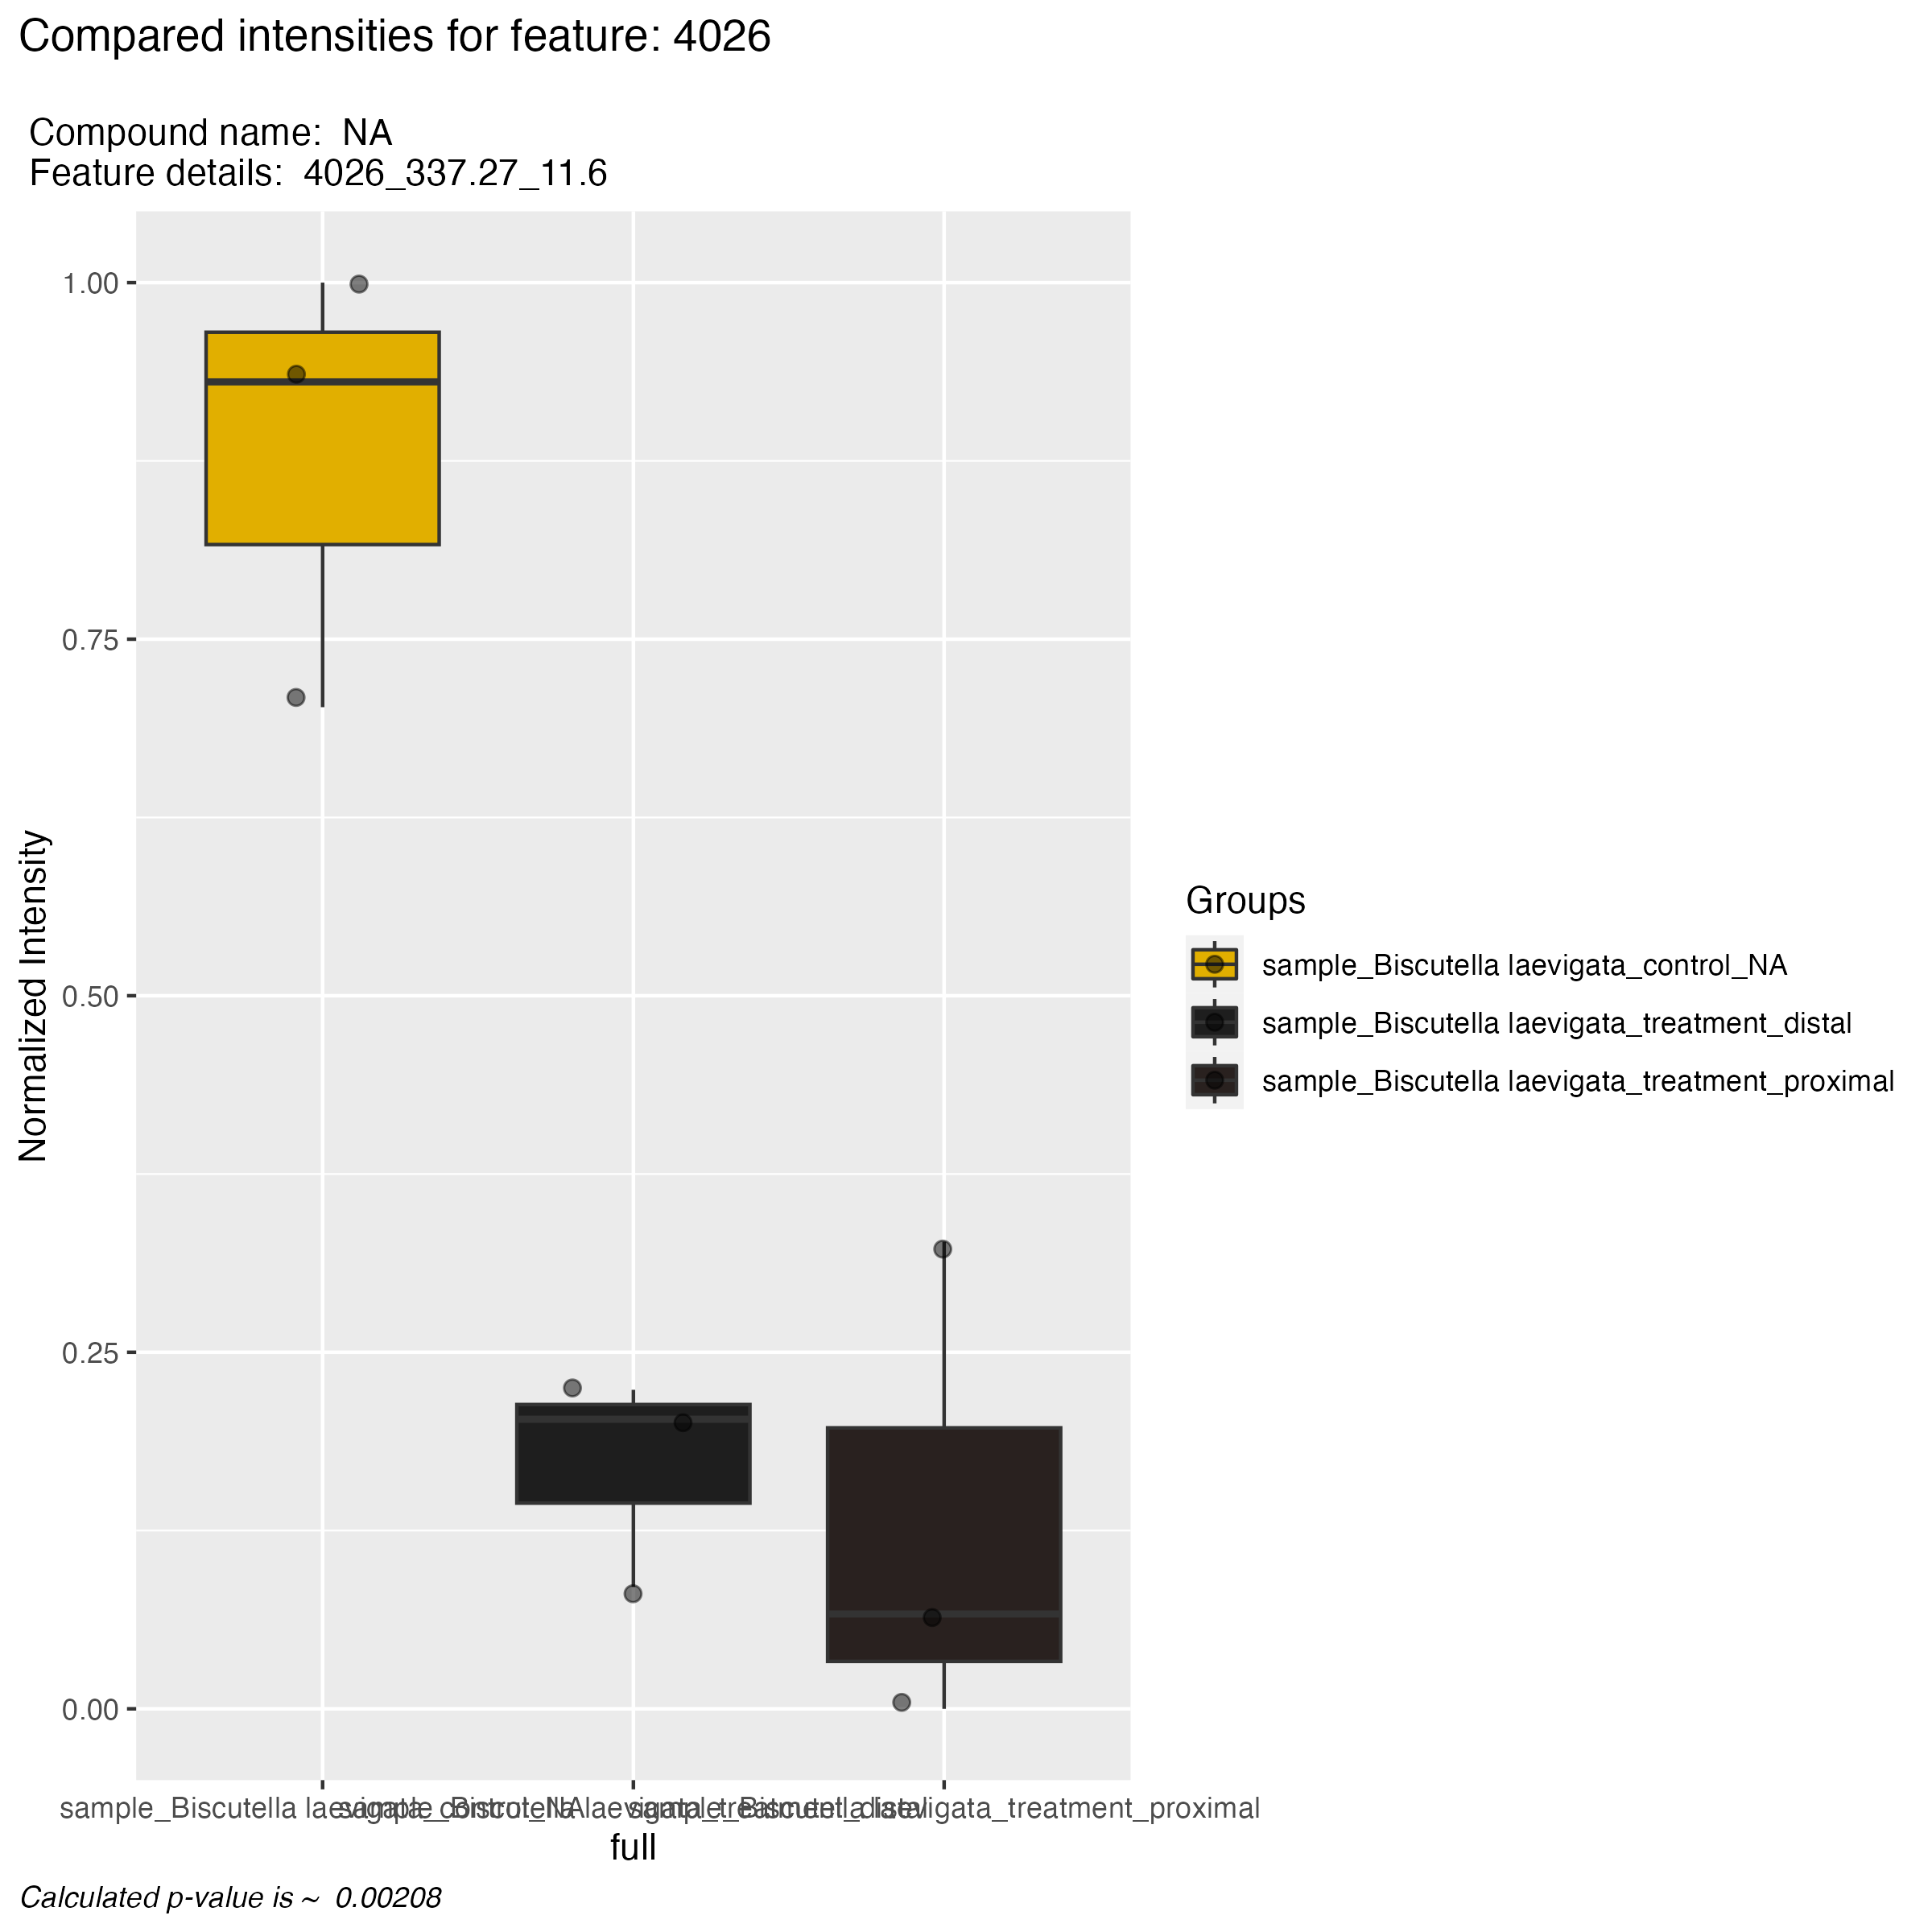 Compared intensities for feature: 4026
Compound name:  NA
Feature details:  4026_337.27_11.6
Normalized Intensity
1.00
0.75
0.50
0.25
0.00
sample_Biscutella laevigata_control_NA
sample_Biscutella laevigata_treatment_distal
sample_Biscutella laevigata_treatment_proximal
full
Groups
sample_Biscutella laevigata_control_NA
sample_Biscutella laevigata_treatment_distal
sample_Biscutella laevigata_treatment_proximal
Calculated p-value is ~  0.00208